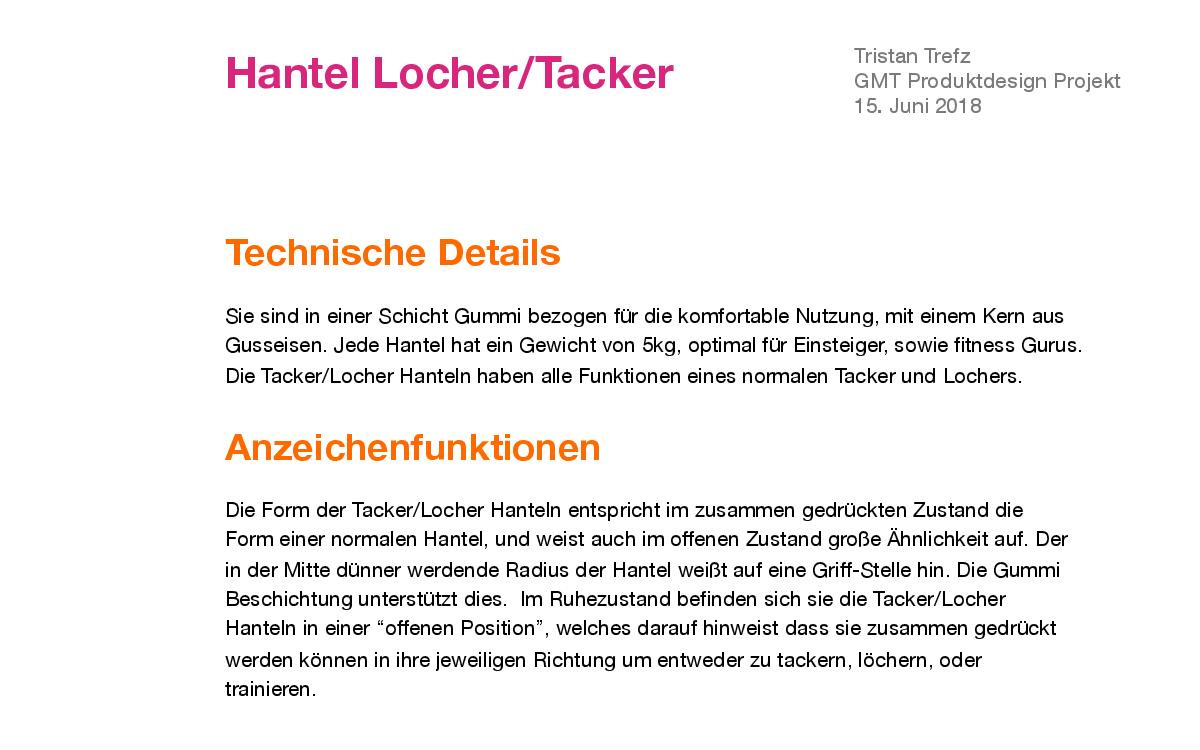 Hantel Locher/Tacker
Tristan Trefz
GMT Produktdesign Projekt
15. Juni 2018
Technische Details
Sie sind in einer Schicht Gummi bezogen für die komfortable Nutzung, mit einem Kern aus
Gusseisen. Jede Hantel hat ein Gewicht von 5kg, optimal für Einsteiger, sowie fitness Gurus.
Die Tacker/Locher Hanteln haben alle Funktionen eines normalen Tacker und Lochers.
Anzeichenfunktionen
Die Form der Tacker/Locher Hanteln entspricht im zusammen gedrückten Zustand die
Form einer normalen Hantel, und weist auch im offenen Zustand große Ähnlichkeit auf. Der
in der Mitte dünner werdende Radius der Hantel weißt auf eine Griff-Stelle hin. Die Gummi
Beschichtung unterstützt dies.  Im Ruhezustand befinden sich sie die Tacker/Locher
Hanteln in einer “offenen Position”, welches darauf hinweist dass sie zusammen gedrückt
werden können in ihre jeweiligen Richtung um entweder zu tackern, löchern, oder
trainieren.